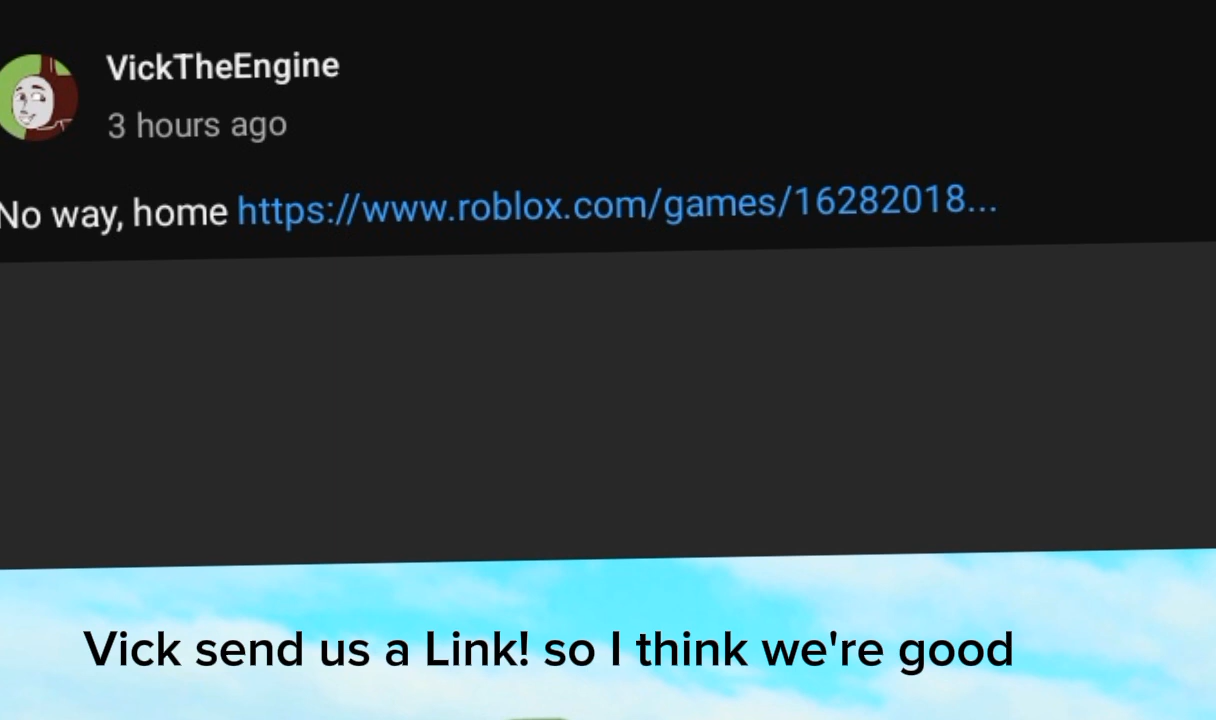 VickTheEngine
3 hours ago
No way, home https://www.roblox.com/games/16282018...
Vick send us a Link! so I think we're good